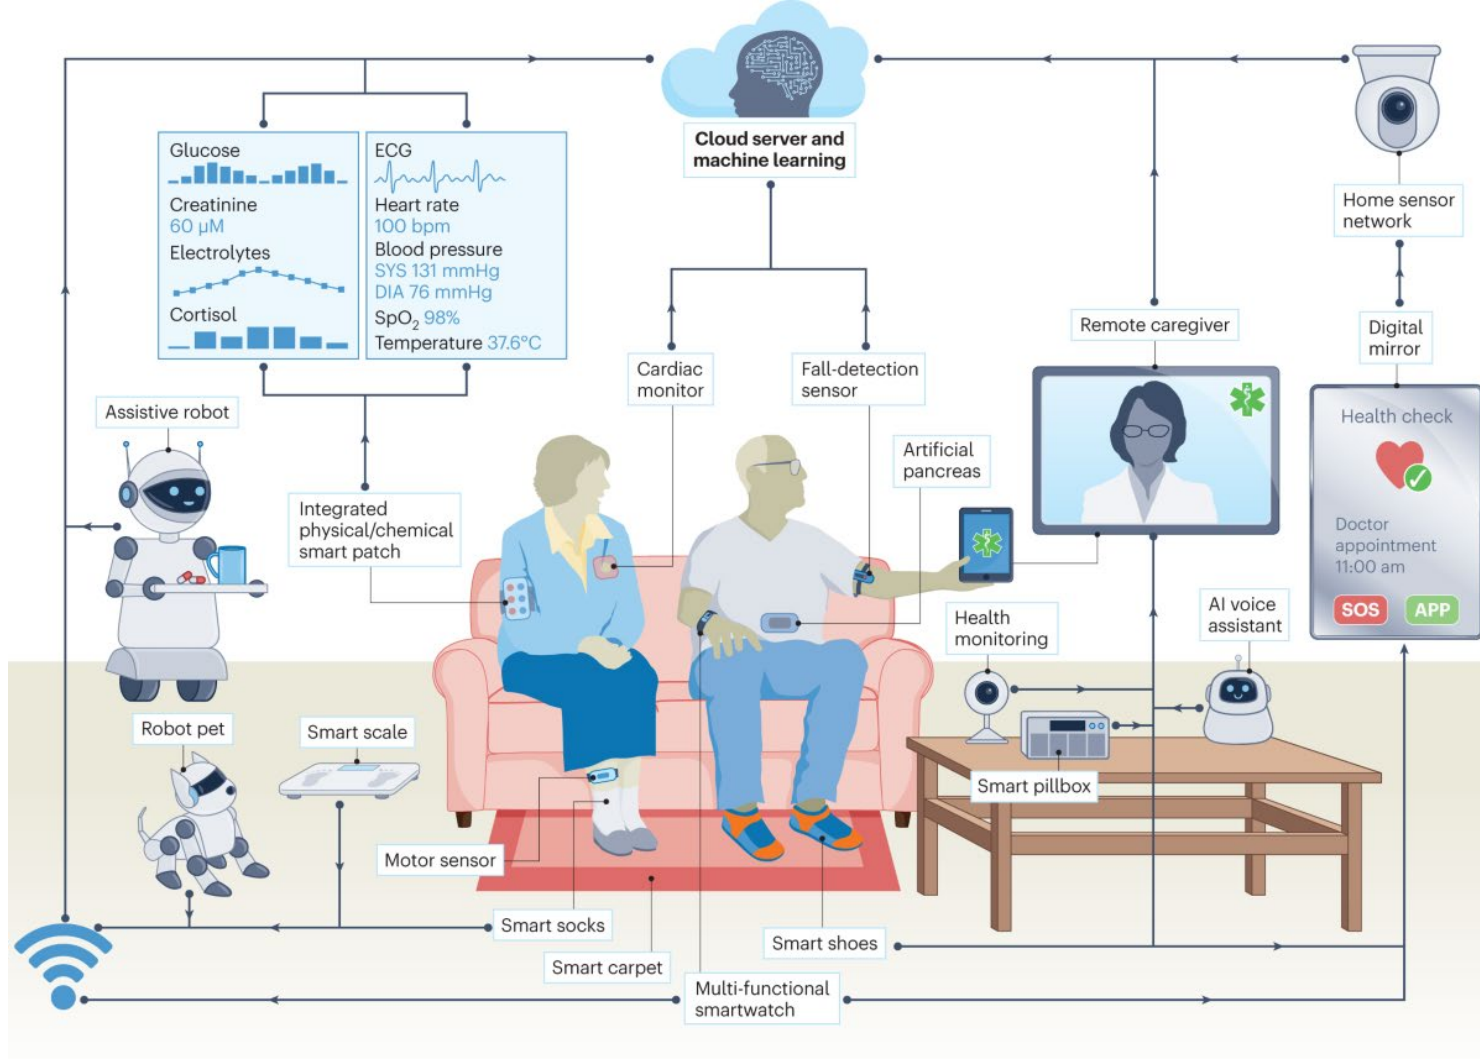 Cloud server and
machine learning
Glucose
Creatinine
60 µM
Electrolytes
Cortisol
ECG
Heart rate
100 bpm
Blood pressure
SYS 131 mmHg
DIA 76 mmHg
SpO₂ 98%
Temperature 37.6°C
Home sensor
network
Remote caregiver
Digital
mirror
Cardiac
monitor
Fall-detection
sensor
Assistive robot
Artificial
pancreas
Integrated
physical/chemical
smart patch
Health check
Doctor
appointment
11:00 am
SOS
APP
Health
monitoring
AI voice
assistant
Robot pet
Smart scale
Smart pillbox
Motor sensor
Smart socks
Smart shoes
Smart carpet
Multi-functional
smartwatch